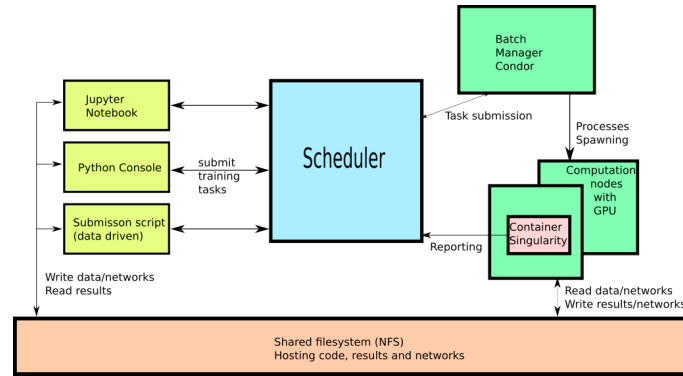 Batch
Manager
Condor
Jupyter
Notebook
Scheduler
Task submission
Processes
Spawning
Python Console
submit
training
tasks
Computation
nodes
with
GPU
Submisson script
(data driven)
Container
Singularity
Reporting
Write data/networks
Read results
Read data/networks
Write results/networks
Shared filesystem (NFS)
Hosting code, results and networks